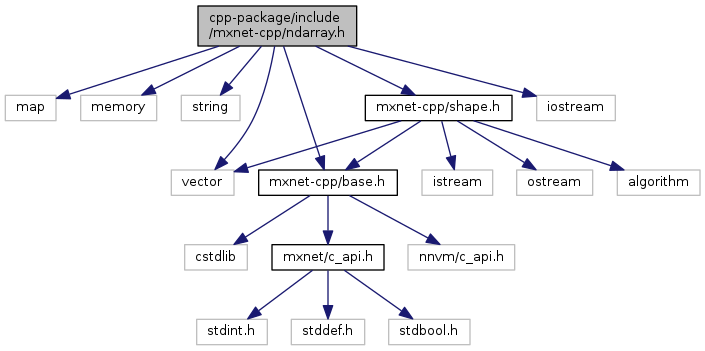 cpp-package/include
/mxnet-cpp/ndarray.h
map
memory
string
mxnet-cpp/shape.h
iostream
vector
mxnet-cpp/base.h
istream
ostream
algorithm
cstdlib
mxnet/c_api.h
nnvm/c_api.h
stdint.h
stddef.h
stdbool.h